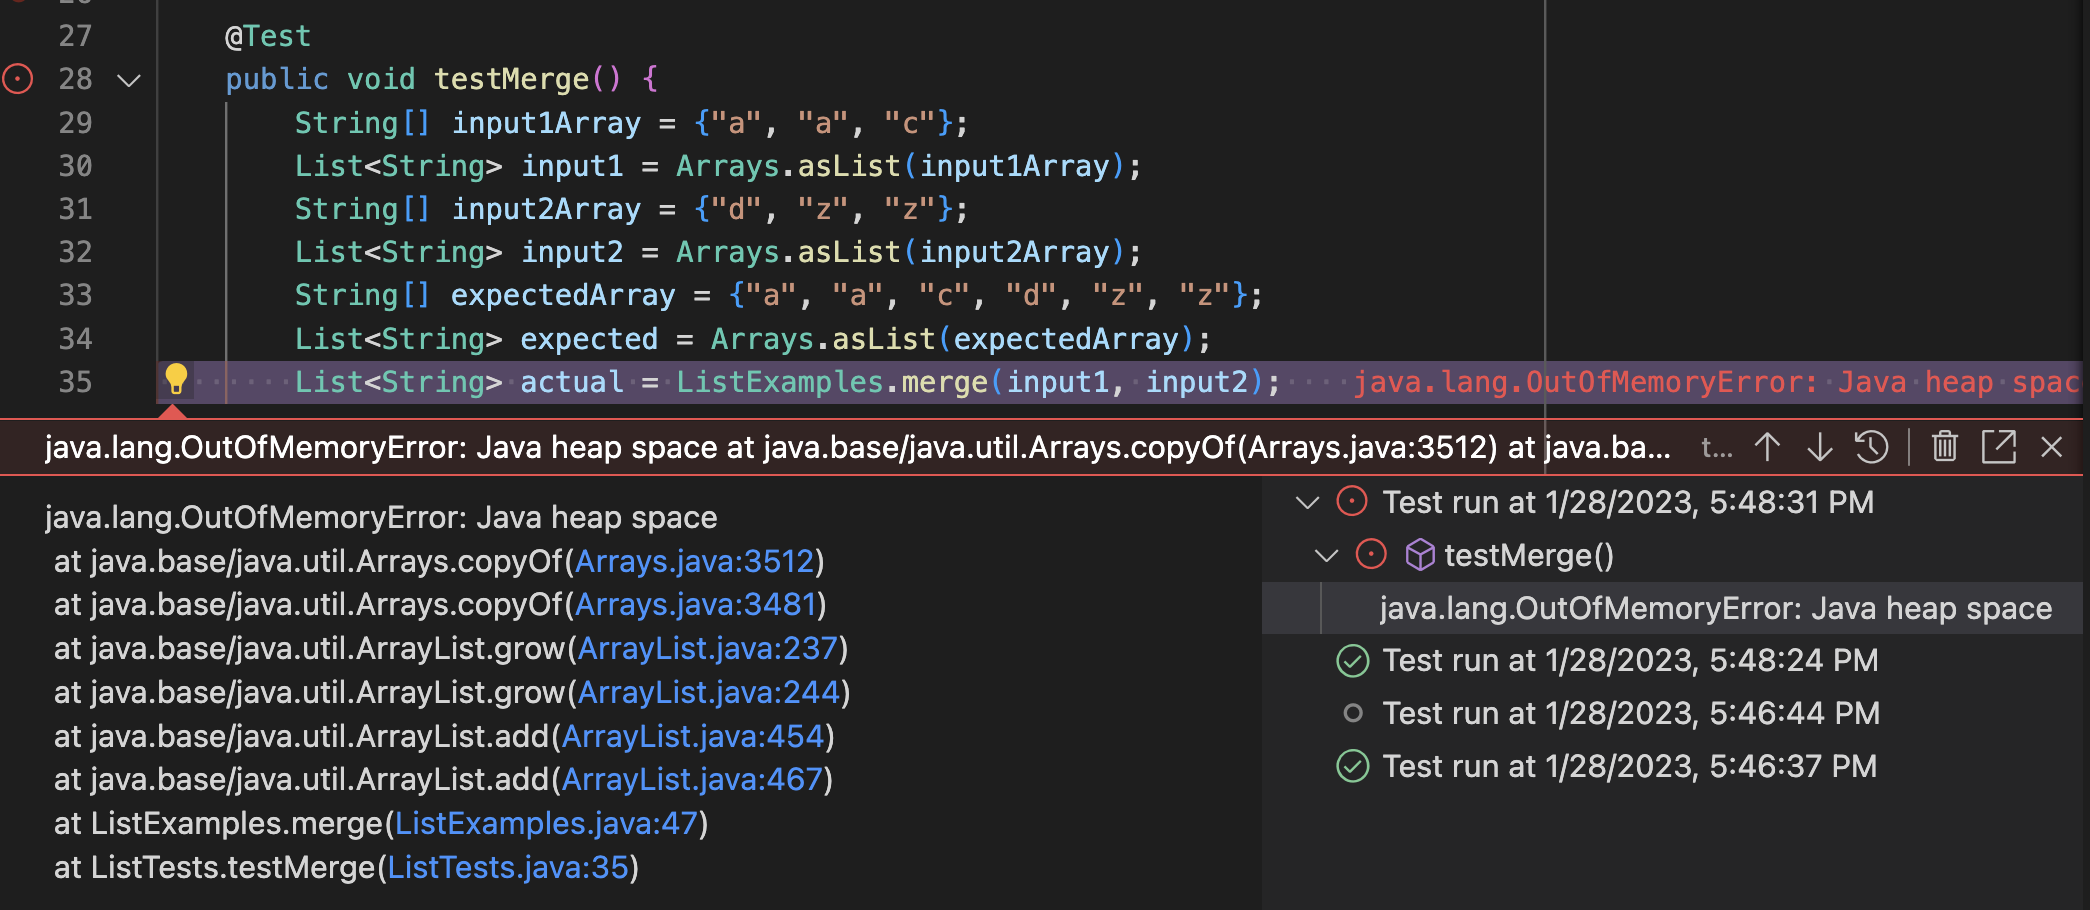 27 @Test
28 public void testMerge() {
29 String[] input1Array = {"a", "a", "c"};
30 List<String> input1 = Arrays.asList(input1Array);
31 String[] input2Array = {"d", "z", "z"};
32 List<String> input2 = Arrays.asList(input2Array);
33 String[] expectedArray = {"a", "a", "c", "d", "z", "z"};
34 List<String> expected = Arrays.asList(expectedArray);
35 List<String> actual = ListExamples.merge(input1, input2); java.lang.OutOfMemoryError: Java heap spac
java.lang.OutOfMemoryError: Java heap space at java.base/java.util.Arrays.copyOf(Arrays.java:3512) at java.ba... t...
java.lang.OutOfMemoryError: Java heap space
at java.base/java.util.Arrays.copyOf(Arrays.java:3512)
at java.base/java.util.Arrays.copyOf(Arrays.java:3481)
at java.base/java.util.ArrayList.grow(ArrayList.java:237)
at java.base/java.util.ArrayList.grow(ArrayList.java:244)
at java.base/java.util.ArrayList.add(ArrayList.java:454)
at java.base/java.util.ArrayList.add(ArrayList.java:467)
at ListExamples.merge(ListExamples.java:47)
at ListTests.testMerge(ListTests.java:35)
Test run at 1/28/2023, 5:48:31 PM
testMerge()
java.lang.OutOfMemoryError: Java heap space
Test run at 1/28/2023, 5:48:24 PM
Test run at 1/28/2023, 5:46:44 PM
Test run at 1/28/2023, 5:46:37 PM